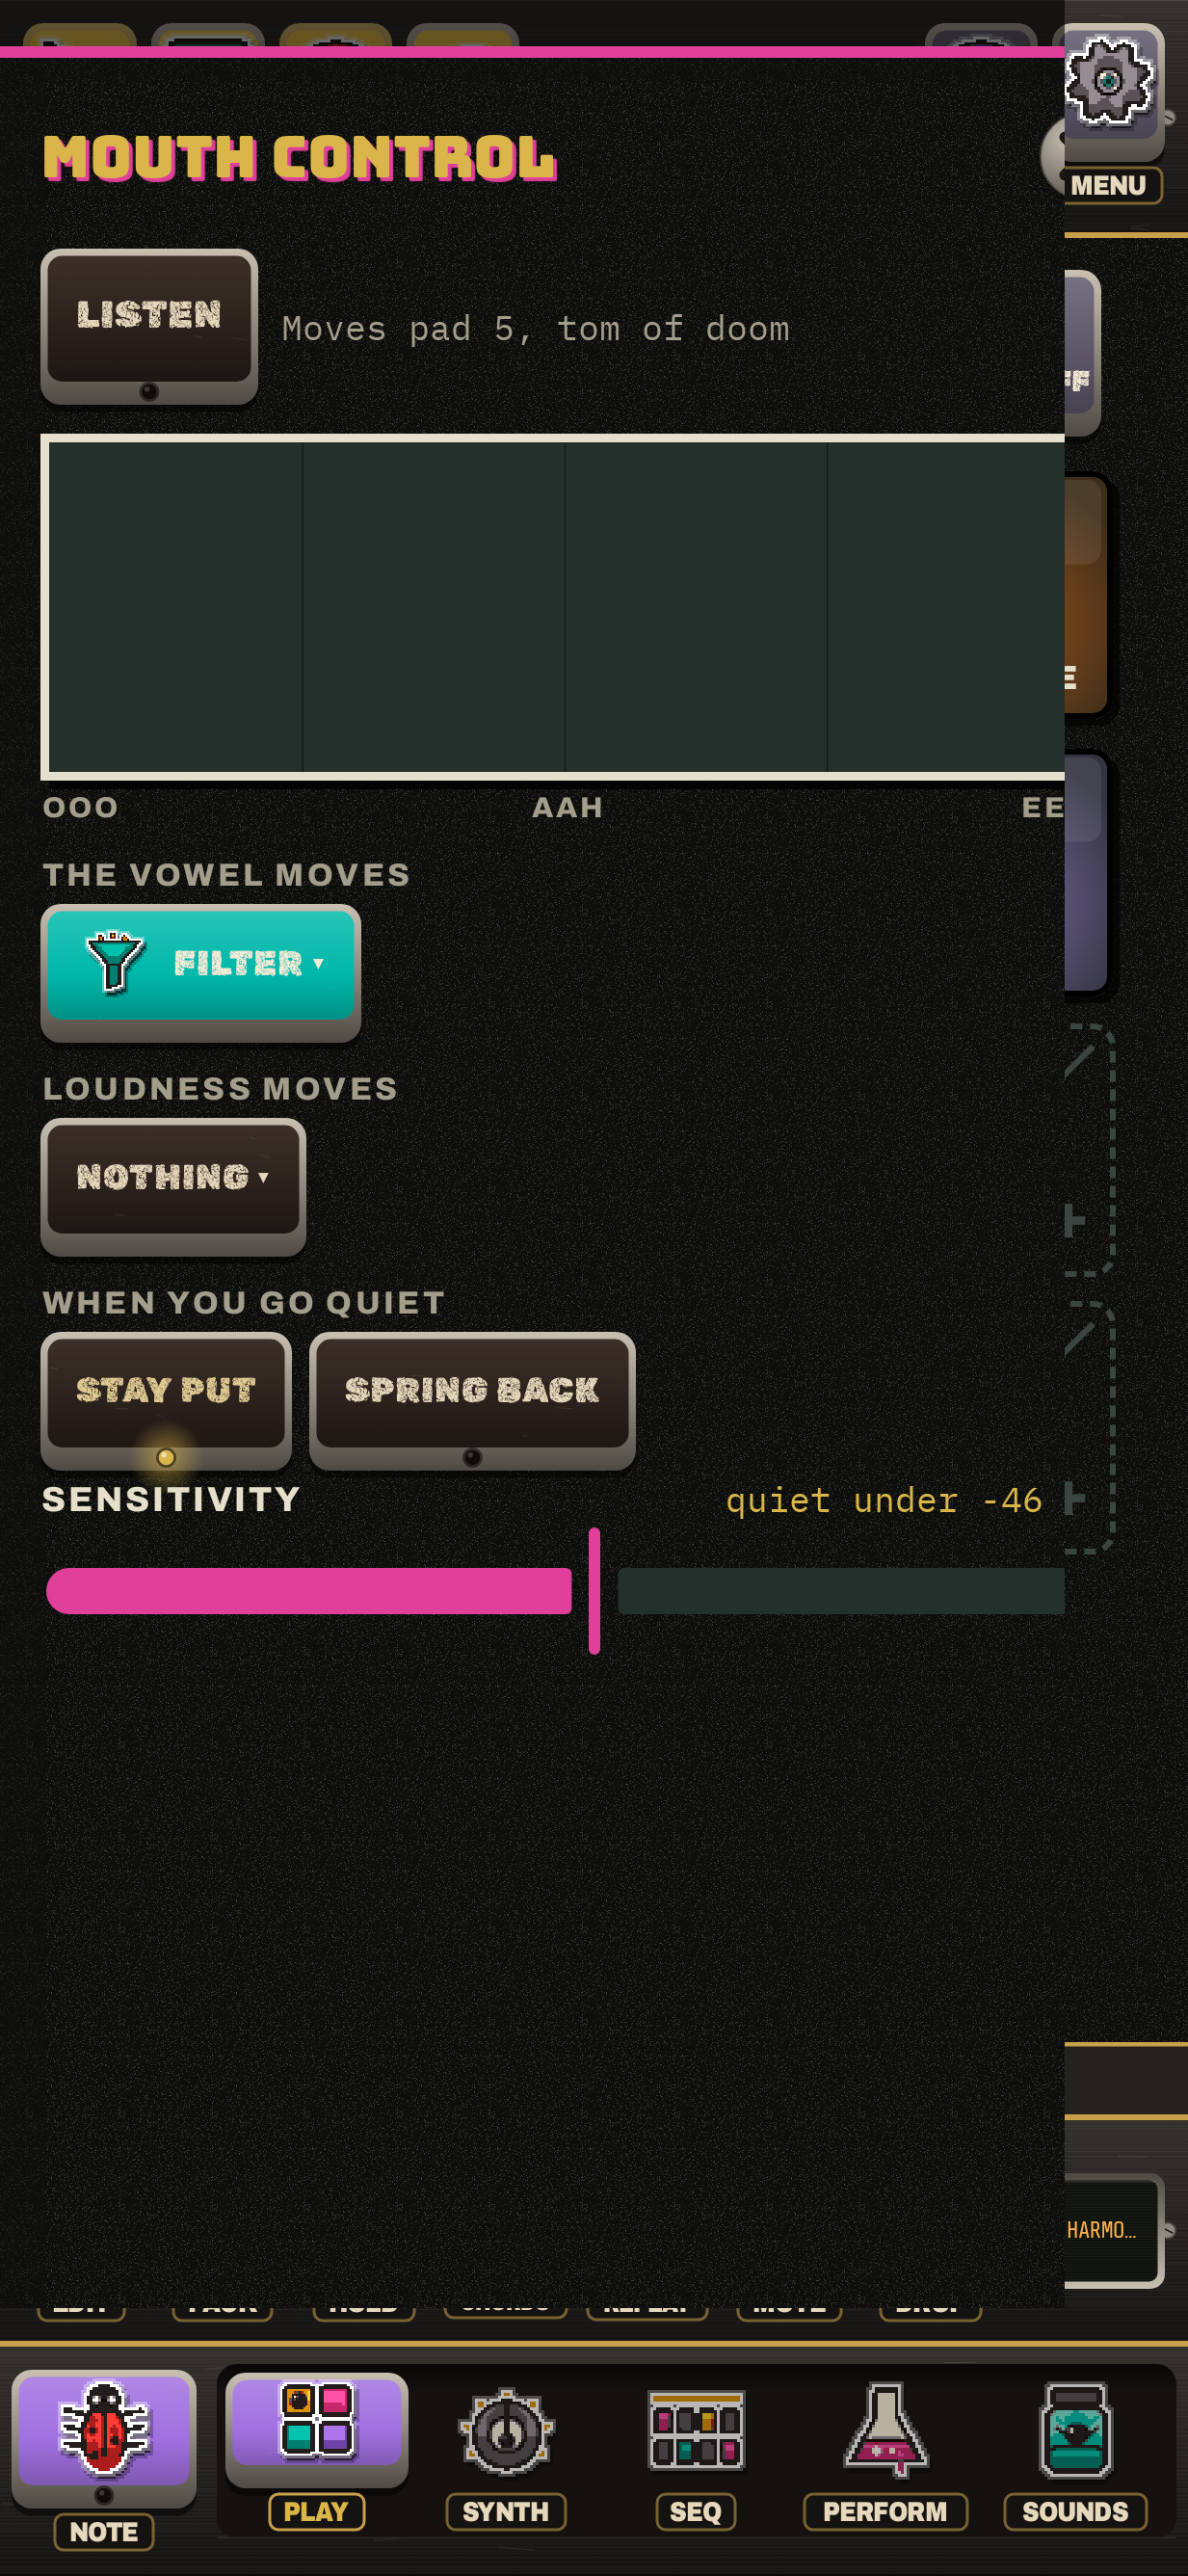 MOUTH CONTROL
MENU
LISTEN
Moves pad 5, tom of doom
OOO AAH EE
THE VOWEL MOVES
FILTER ▾
LOUDNESS MOVES
NOTHING ▾
WHEN YOU GO QUIET
STAY PUT SPRING BACK
SENSITIVITY quiet under -46
HARMO…
NOTE PLAY SYNTH SEQ PERFORM SOUNDS